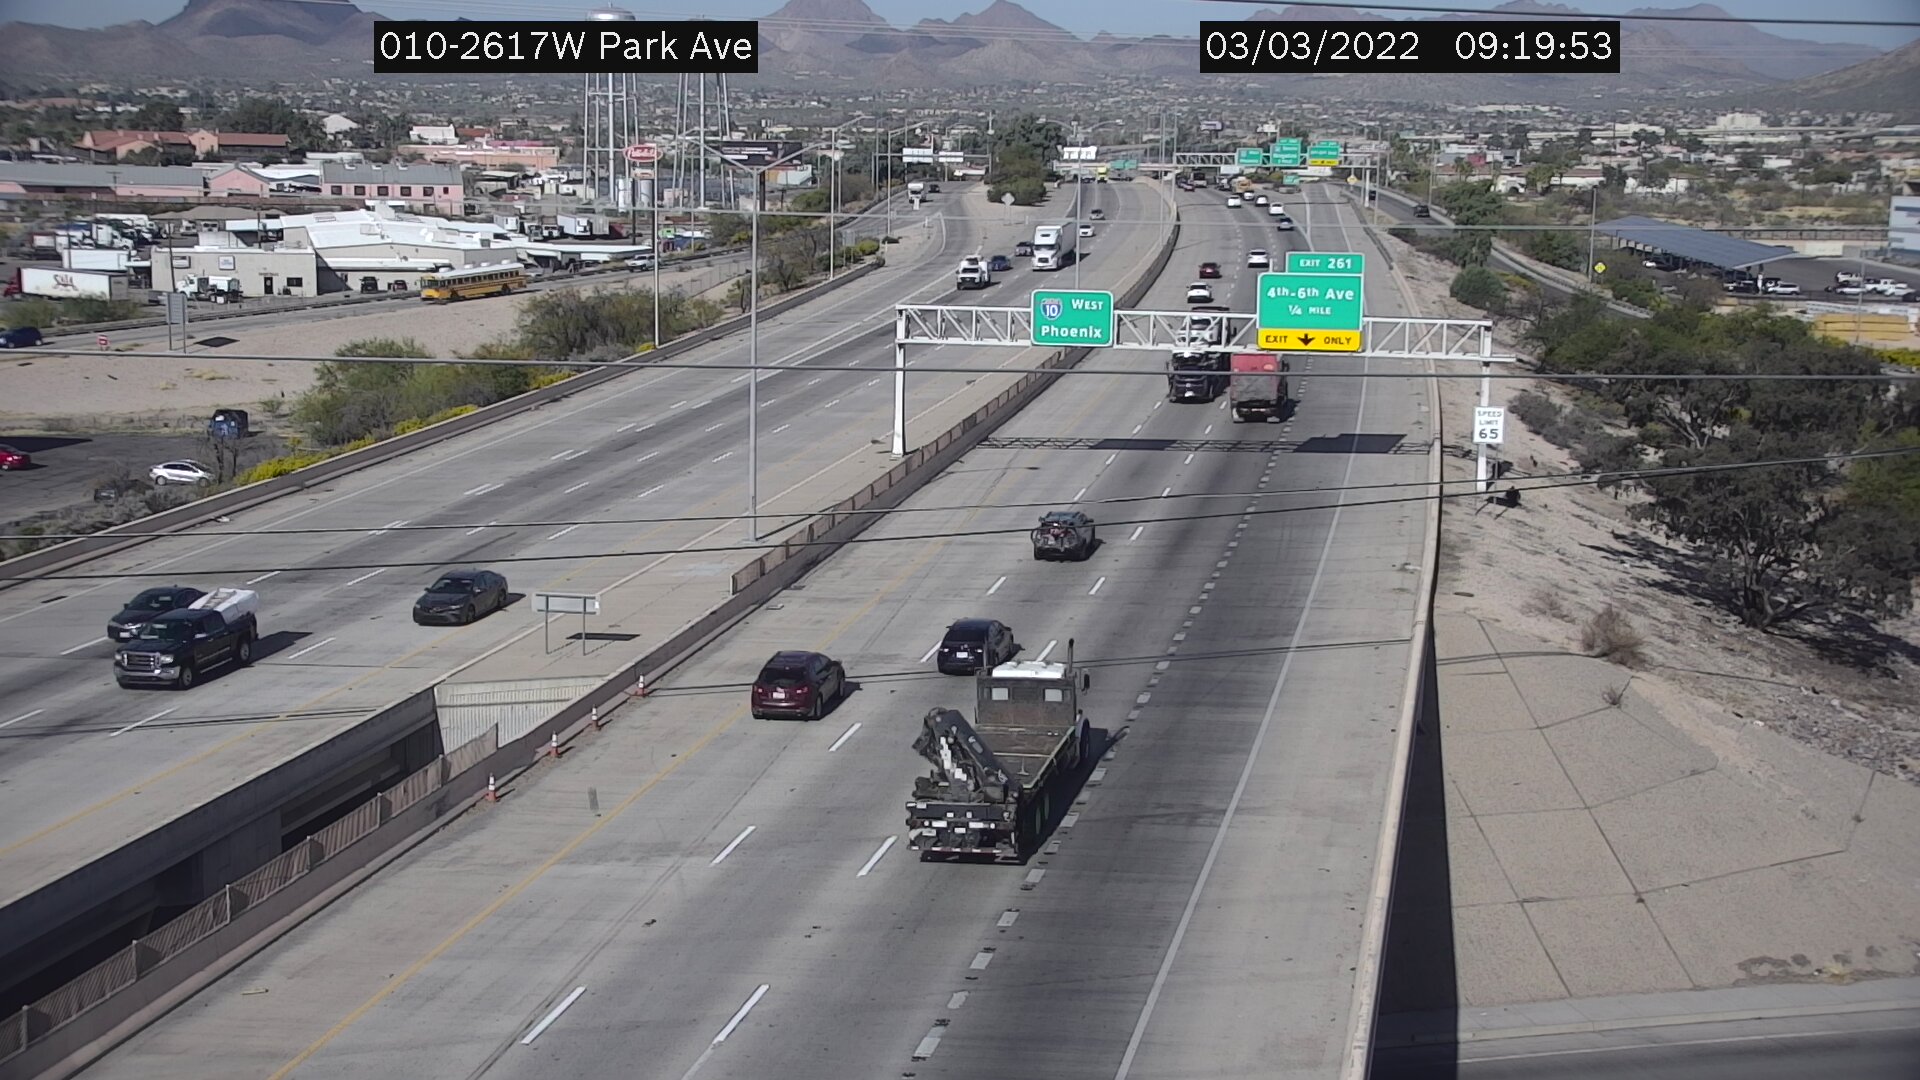 010-2617W Park Ave
03/03/2022 09:19:53
EXIT 261
4th-6th Ave
1/4 MILE
EXIT ONLY
10 WEST
Phoenix
SPEED
LIMIT
65